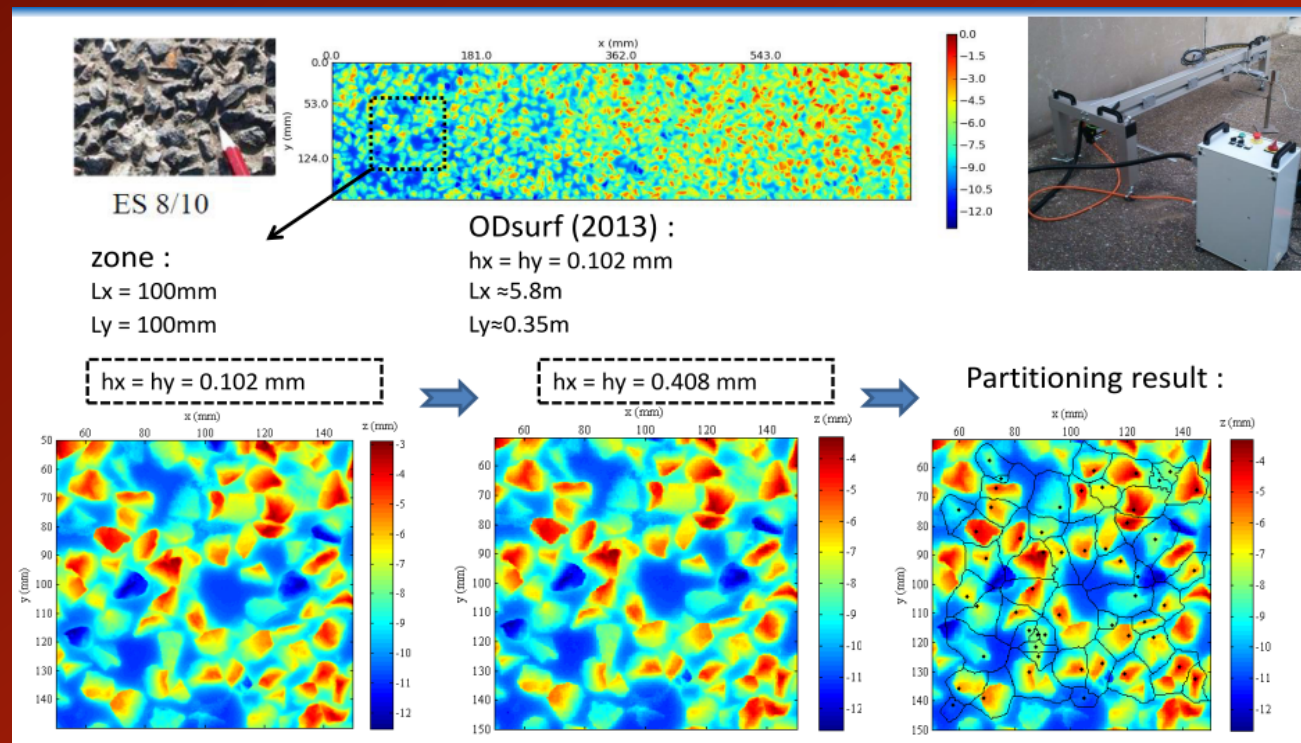 x (mm)
0.0 181.0 362.0 543.0
0.0
53.0
124.0
y (mm)
0.0
−1.5
−3.0
−4.5
−6.0
−7.5
−9.0
−10.5
−12.0
ES 8/10
zone :
Lx = 100mm
Ly = 100mm
ODsurf (2013) :
hx = hy = 0.102 mm
Lx ≈5.8m
Ly≈0.35m
hx = hy = 0.102 mm
hx = hy = 0.408 mm
Partitioning result :
x (mm)
z (mm)
60 80 100 120 140
50
60
70
80
90
100
110
120
130
140
150
y (mm)
-3
-4
-5
-6
-7
-8
-9
-10
-11
-12
x (mm)
z (mm)
60 80 100 120 140
60
70
80
90
100
110
120
130
140
150
y (mm)
-4
-5
-6
-7
-8
-9
-10
-11
-12
x (mm)
z (mm)
60 80 100 120 140
60
70
80
90
100
110
120
130
140
150
y (mm)
-4
-5
-6
-7
-8
-9
-10
-11
-12